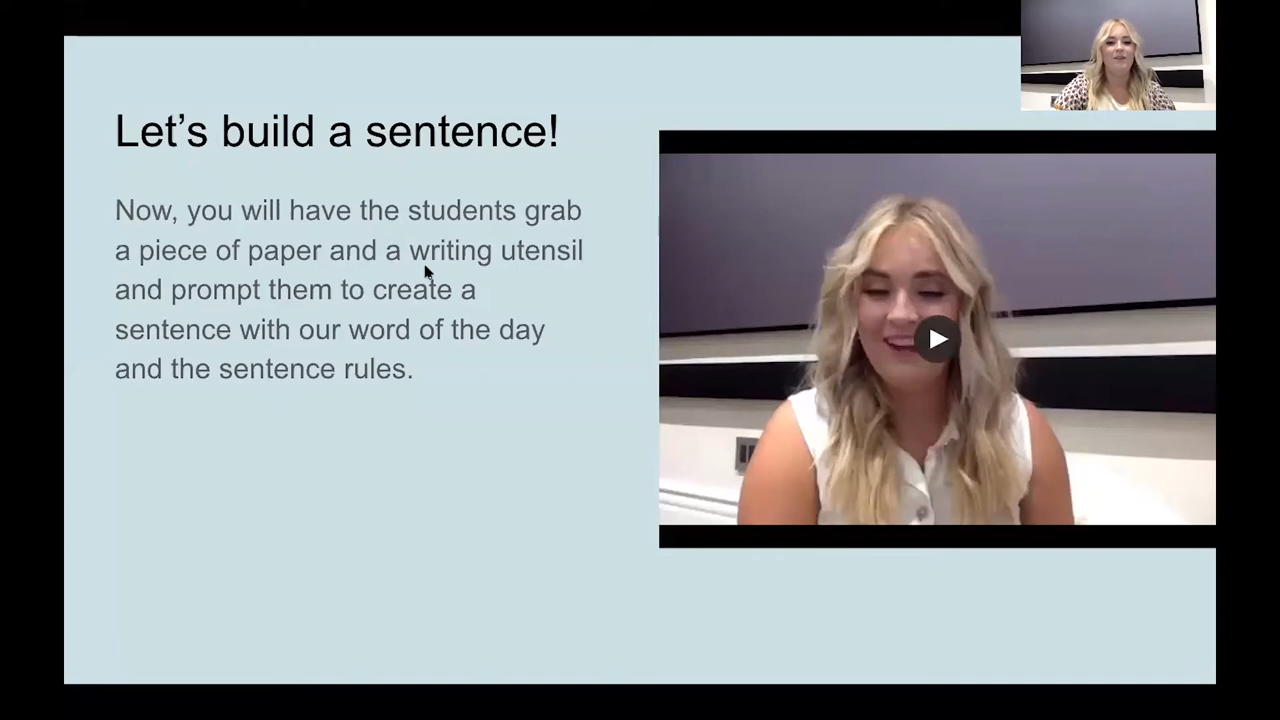 Let's build a sentence!
Now, you will have the students grab
a piece of paper and a writing utensil
and prompt them to create a
sentence with our word of the day
and the sentence rules.